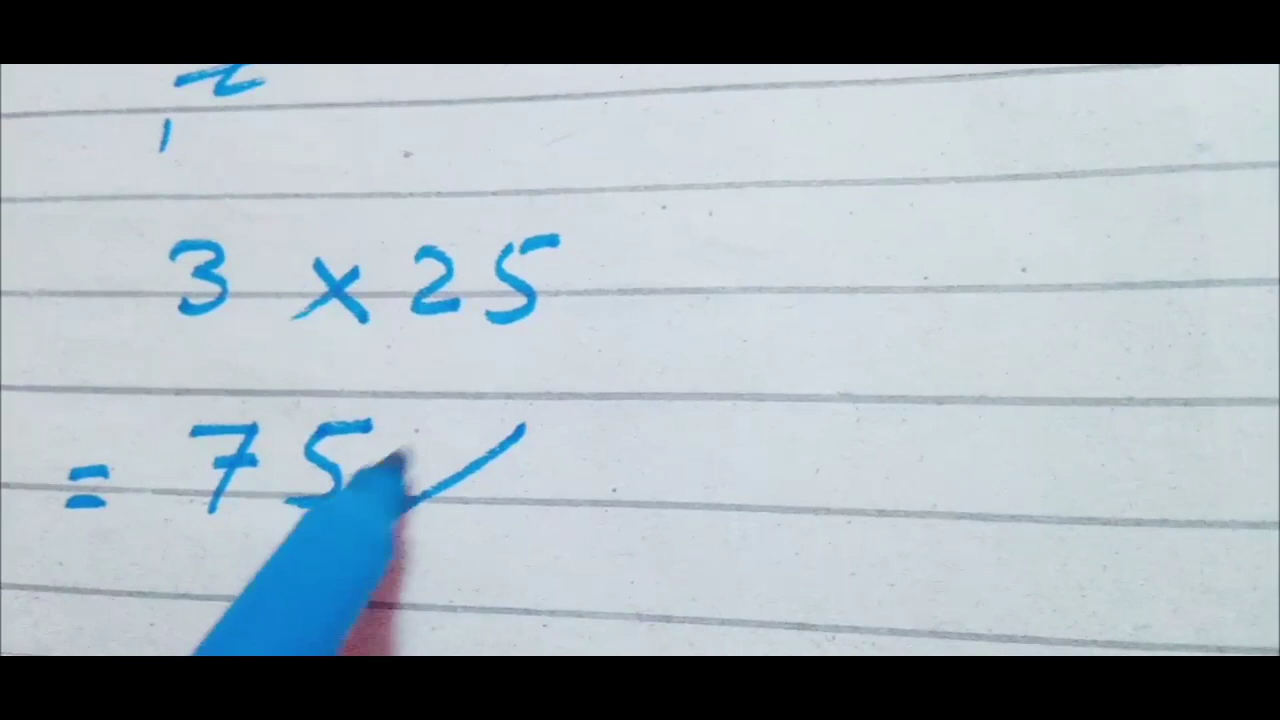 3 × 25
= 75 ✓